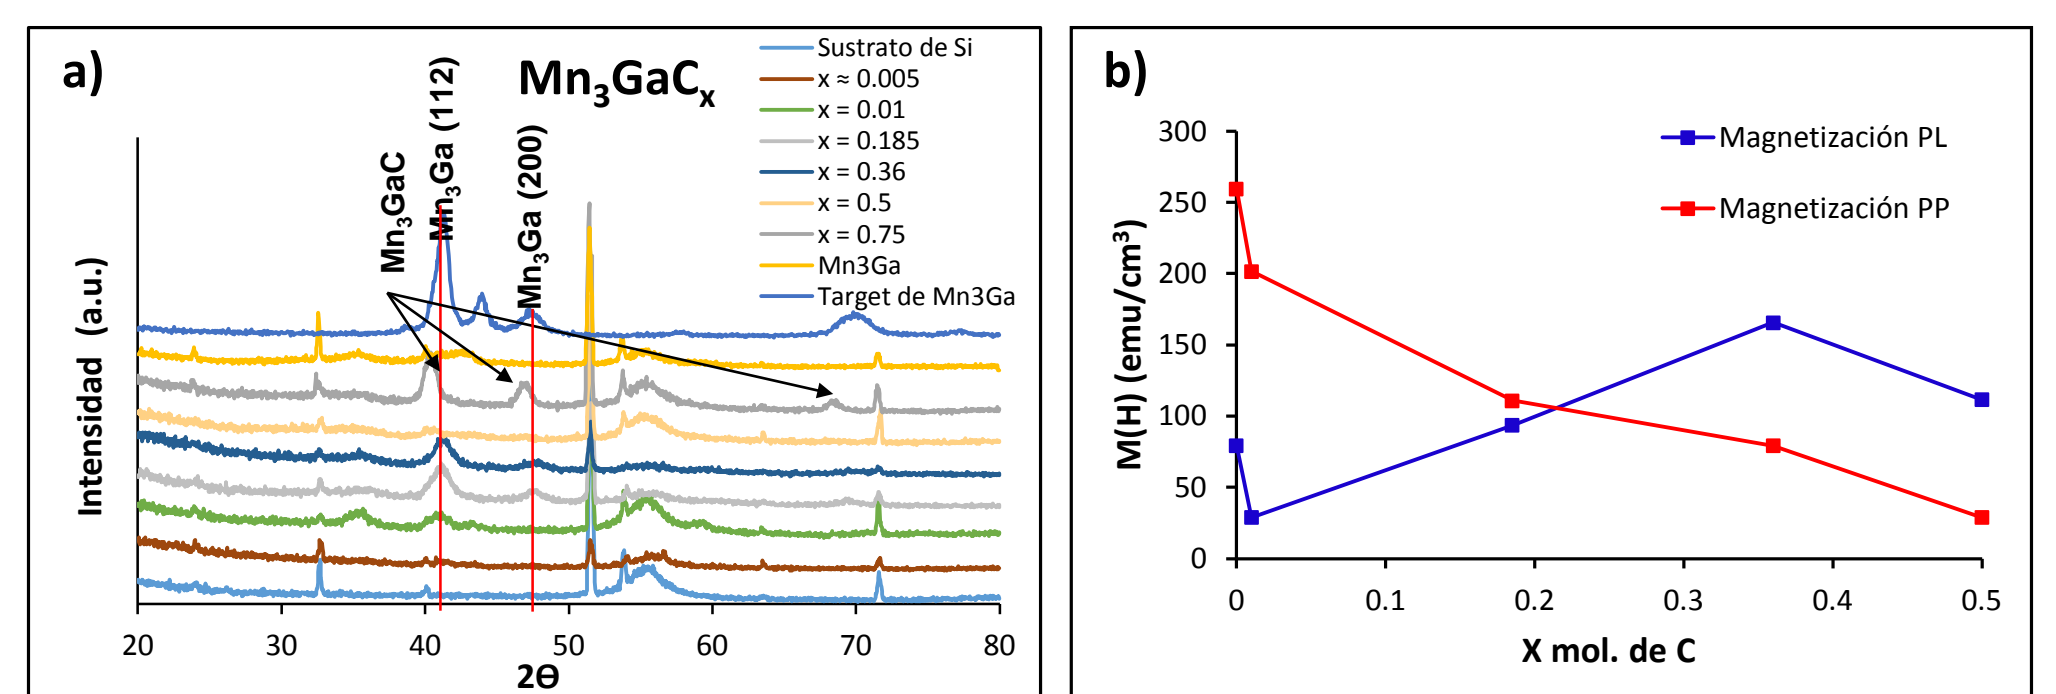 a)
Mn₃GaCₓ
Sustrato de Si
x ≈ 0.005
x = 0.01
x = 0.185
x = 0.36
x = 0.5
x = 0.75
Mn3Ga
Target de Mn3Ga
Mn₃GaC
Mn₃Ga (112)
Mn₃Ga (200)
Intensidad (a.u.)
20 30 40 50 60 70 80
2Θ
b)
Magnetización PL
Magnetización PP
M(H) (emu/cm³)
300
250
200
150
100
50
0
0 0.1 0.2 0.3 0.4 0.5
X mol. de C